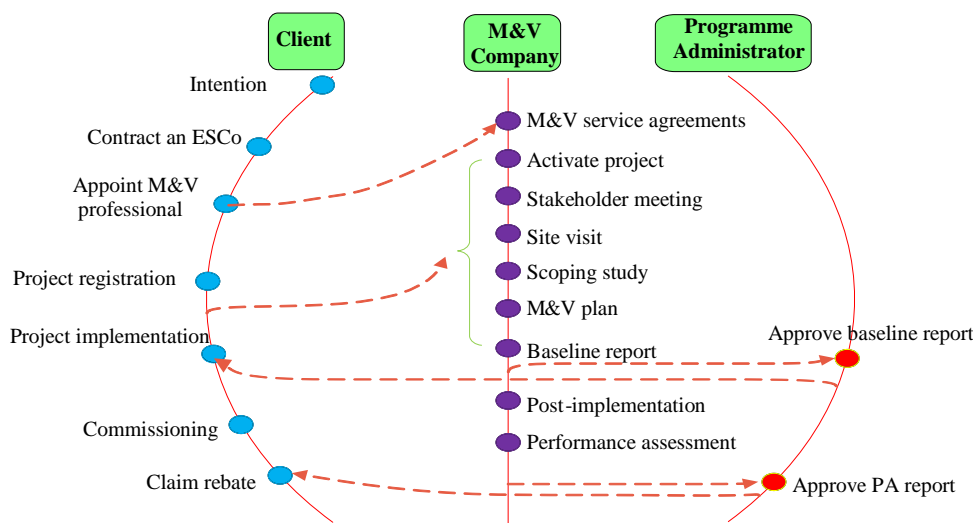 Client
M&V
Company
Programme
Administrator
Intention
Contract an ESCo
Appoint M&V
professional
Project registration
Project implementation
Commissioning
Claim rebate
M&V service agreements
Activate project
Stakeholder meeting
Site visit
Scoping study
M&V plan
Baseline report
Post-implementation
Performance assessment
Approve baseline report
Approve PA report